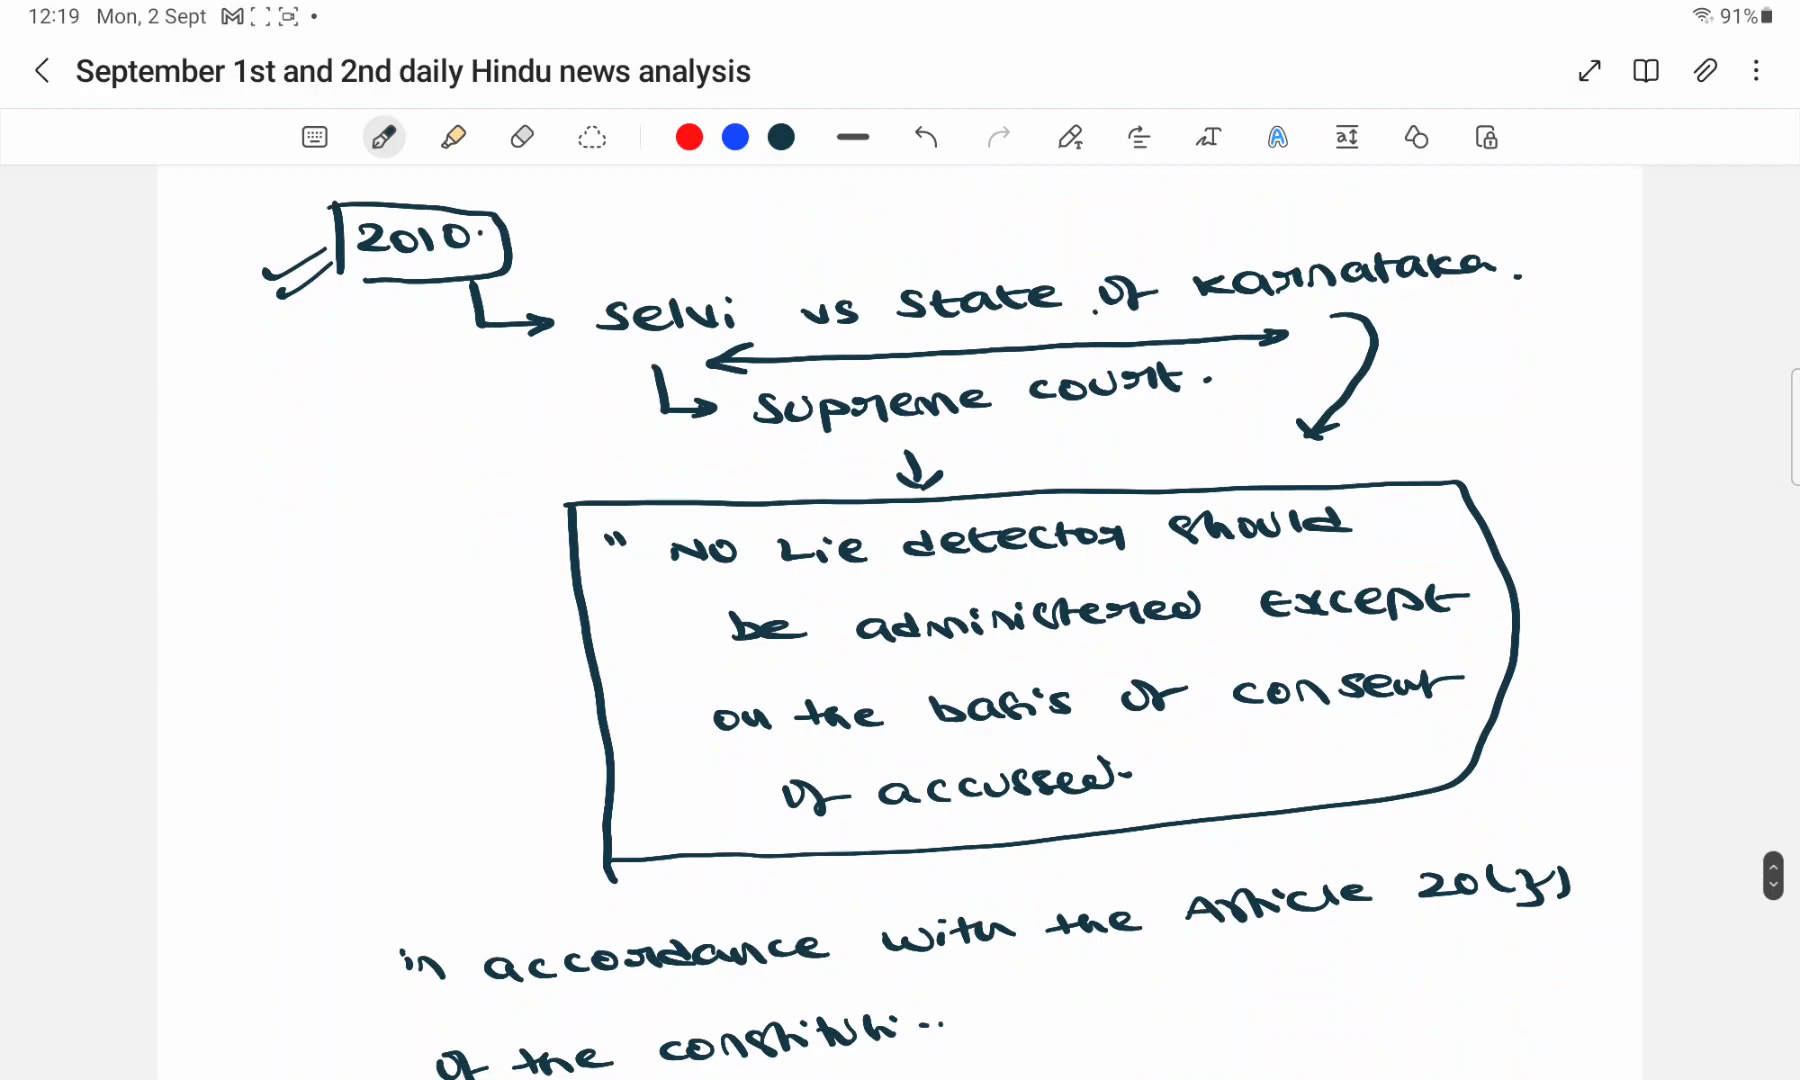 12:19 Mon, 2 Sept
91%
September 1st and 2nd daily Hindu news analysis
2010.
Selvi vs State of Karnataka.
Supreme court.
" No Lie detector should
be administered except
on the basis of consent
of accussed.
in accordance with the Article 20(3)
of the constituti..